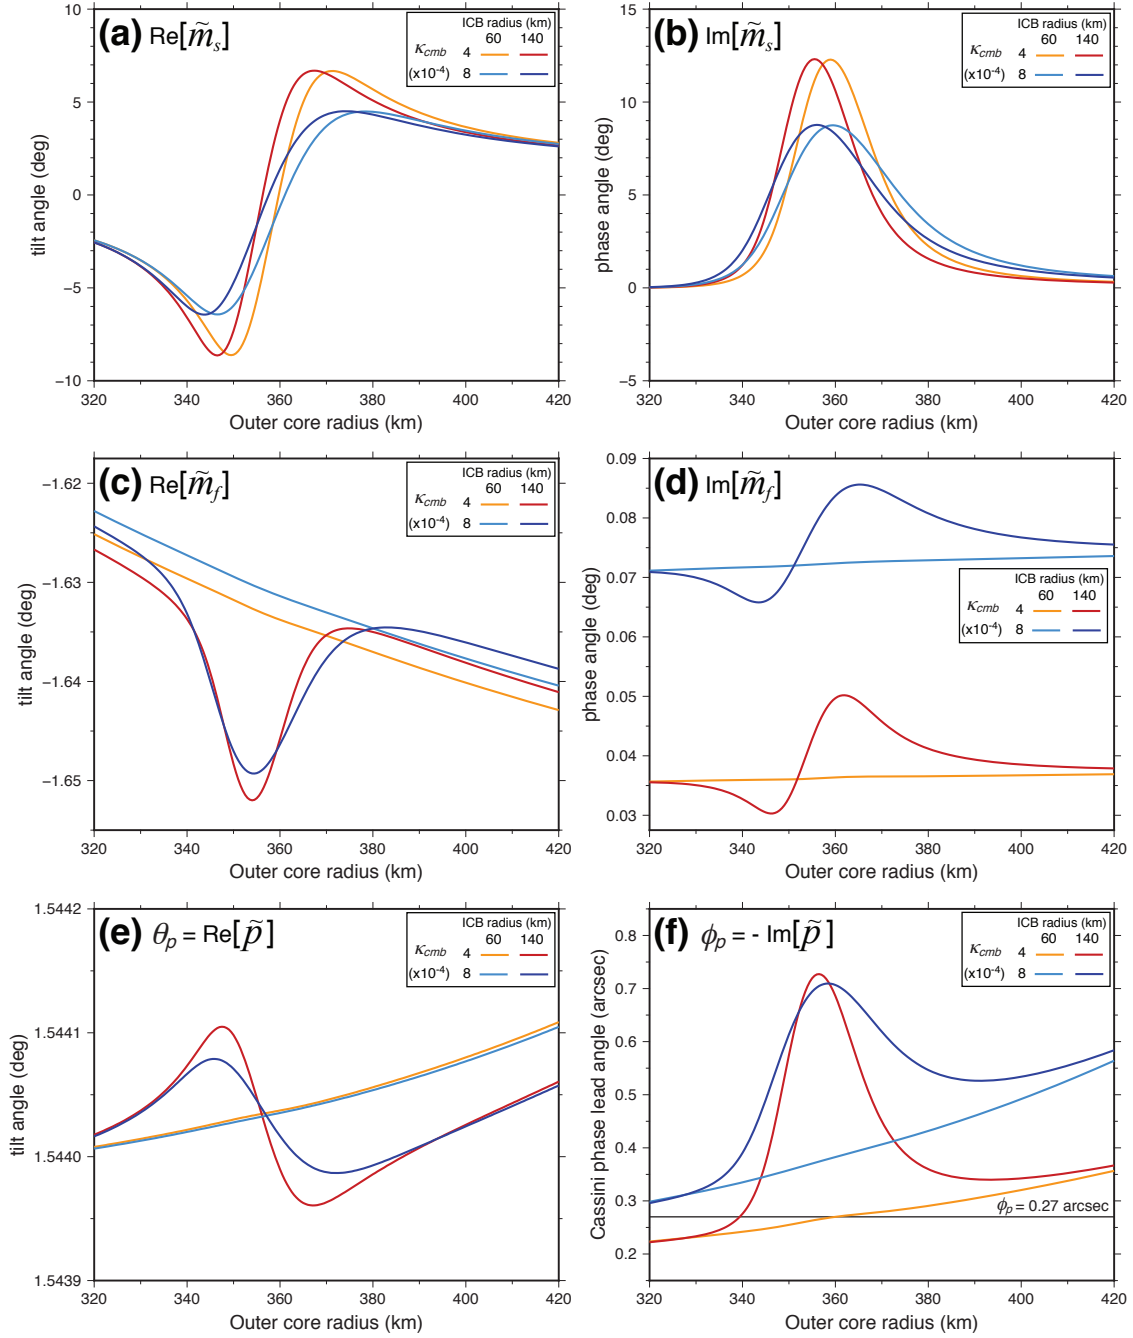 (a) Re[m̃s]
ICB radius (km)
60 140
κcmb 4
(x10⁻⁴) 8
10
5
0
−5
−10
tilt angle (deg)
320 340 360 380 400 420
Outer core radius (km)
(b) Im[m̃s]
ICB radius (km)
60 140
κcmb 4
(x10⁻⁴) 8
15
10
5
0
−5
phase angle (deg)
320 340 360 380 400 420
Outer core radius (km)
(c) Re[m̃f]
ICB radius (km)
60 140
κcmb 4
(x10⁻⁴) 8
−1.62
−1.63
−1.64
−1.65
tilt angle (deg)
320 340 360 380 400 420
Outer core radius (km)
(d) Im[m̃f]
ICB radius (km)
60 140
κcmb 4
(x10⁻⁴) 8
0.09
0.08
0.07
0.06
0.05
0.04
0.03
phase angle (deg)
320 340 360 380 400 420
Outer core radius (km)
(e) θp = Re[p̃]
ICB radius (km)
60 140
κcmb 4
(x10⁻⁴) 8
1.5442
1.5441
1.5440
1.5439
tilt angle (deg)
320 340 360 380 400 420
Outer core radius (km)
(f) ϕp = - Im[p̃]
ICB radius (km)
60 140
κcmb 4
(x10⁻⁴) 8
0.8
0.7
0.6
0.5
0.4
0.3
0.2
Cassini phase lead angle (arcsec)
ϕp = 0.27 arcsec
320 340 360 380 400 420
Outer core radius (km)